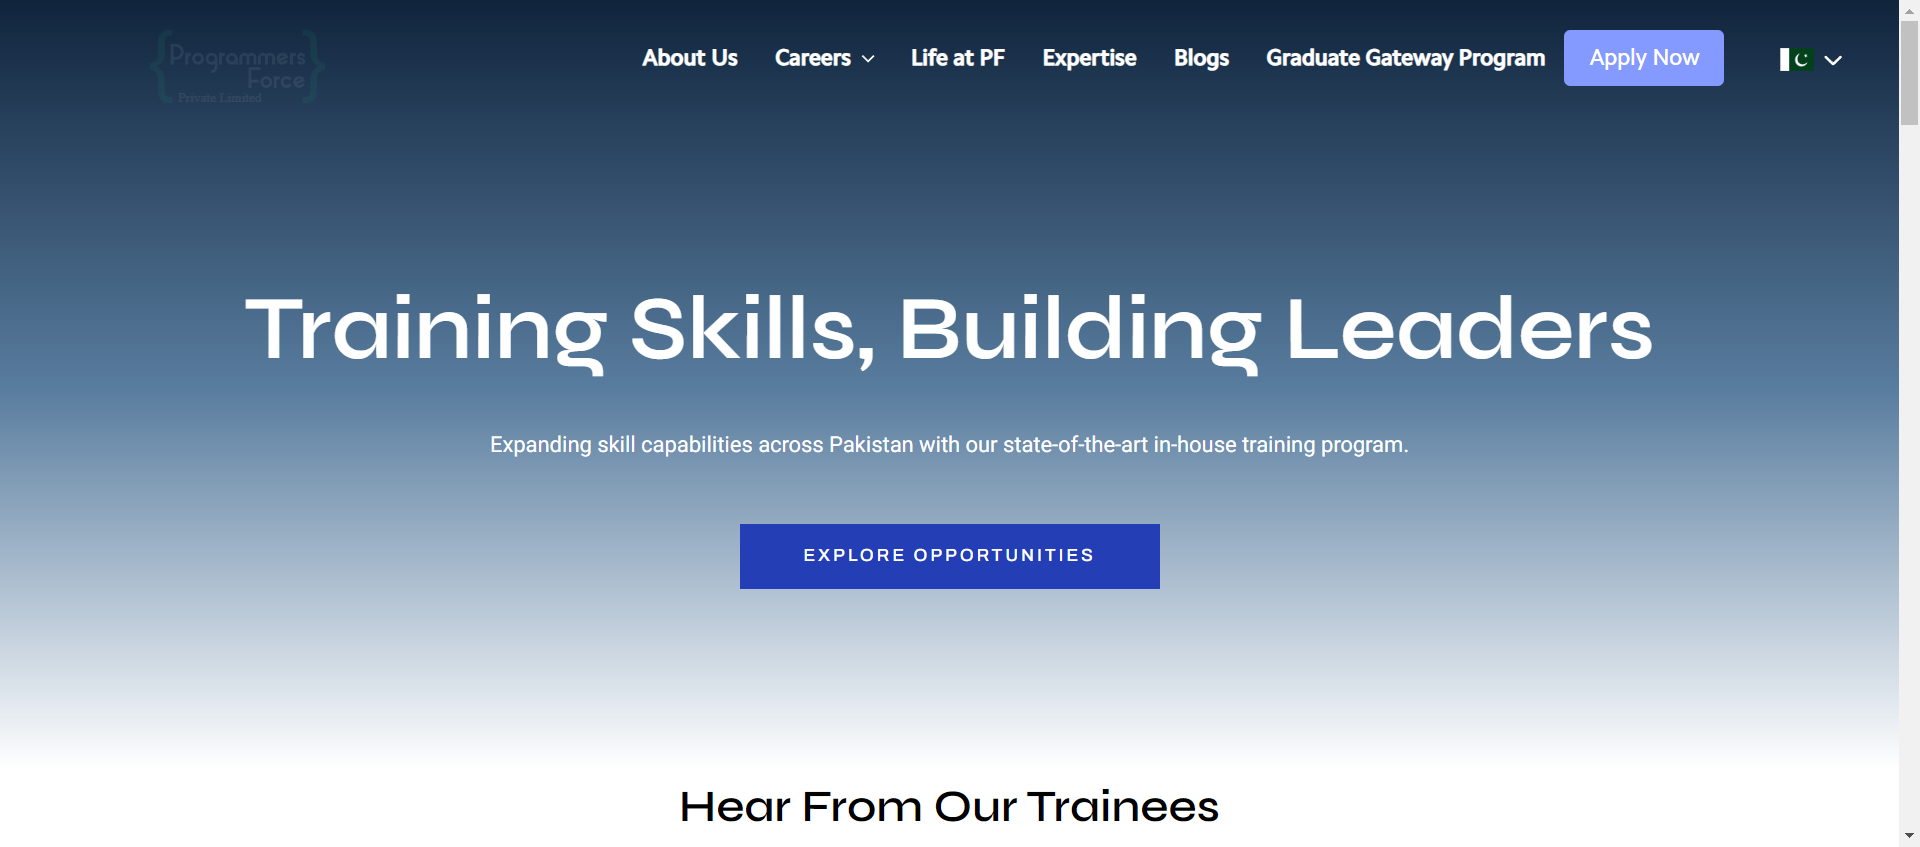 Programmers
Force
Private Limited
About Us
Careers
Life at PF
Expertise
Blogs
Graduate Gateway Program
Apply Now
Training Skills, Building Leaders
Expanding skill capabilities across Pakistan with our state-of-the-art in-house training program.
EXPLORE OPPORTUNITIES
Hear From Our Trainees